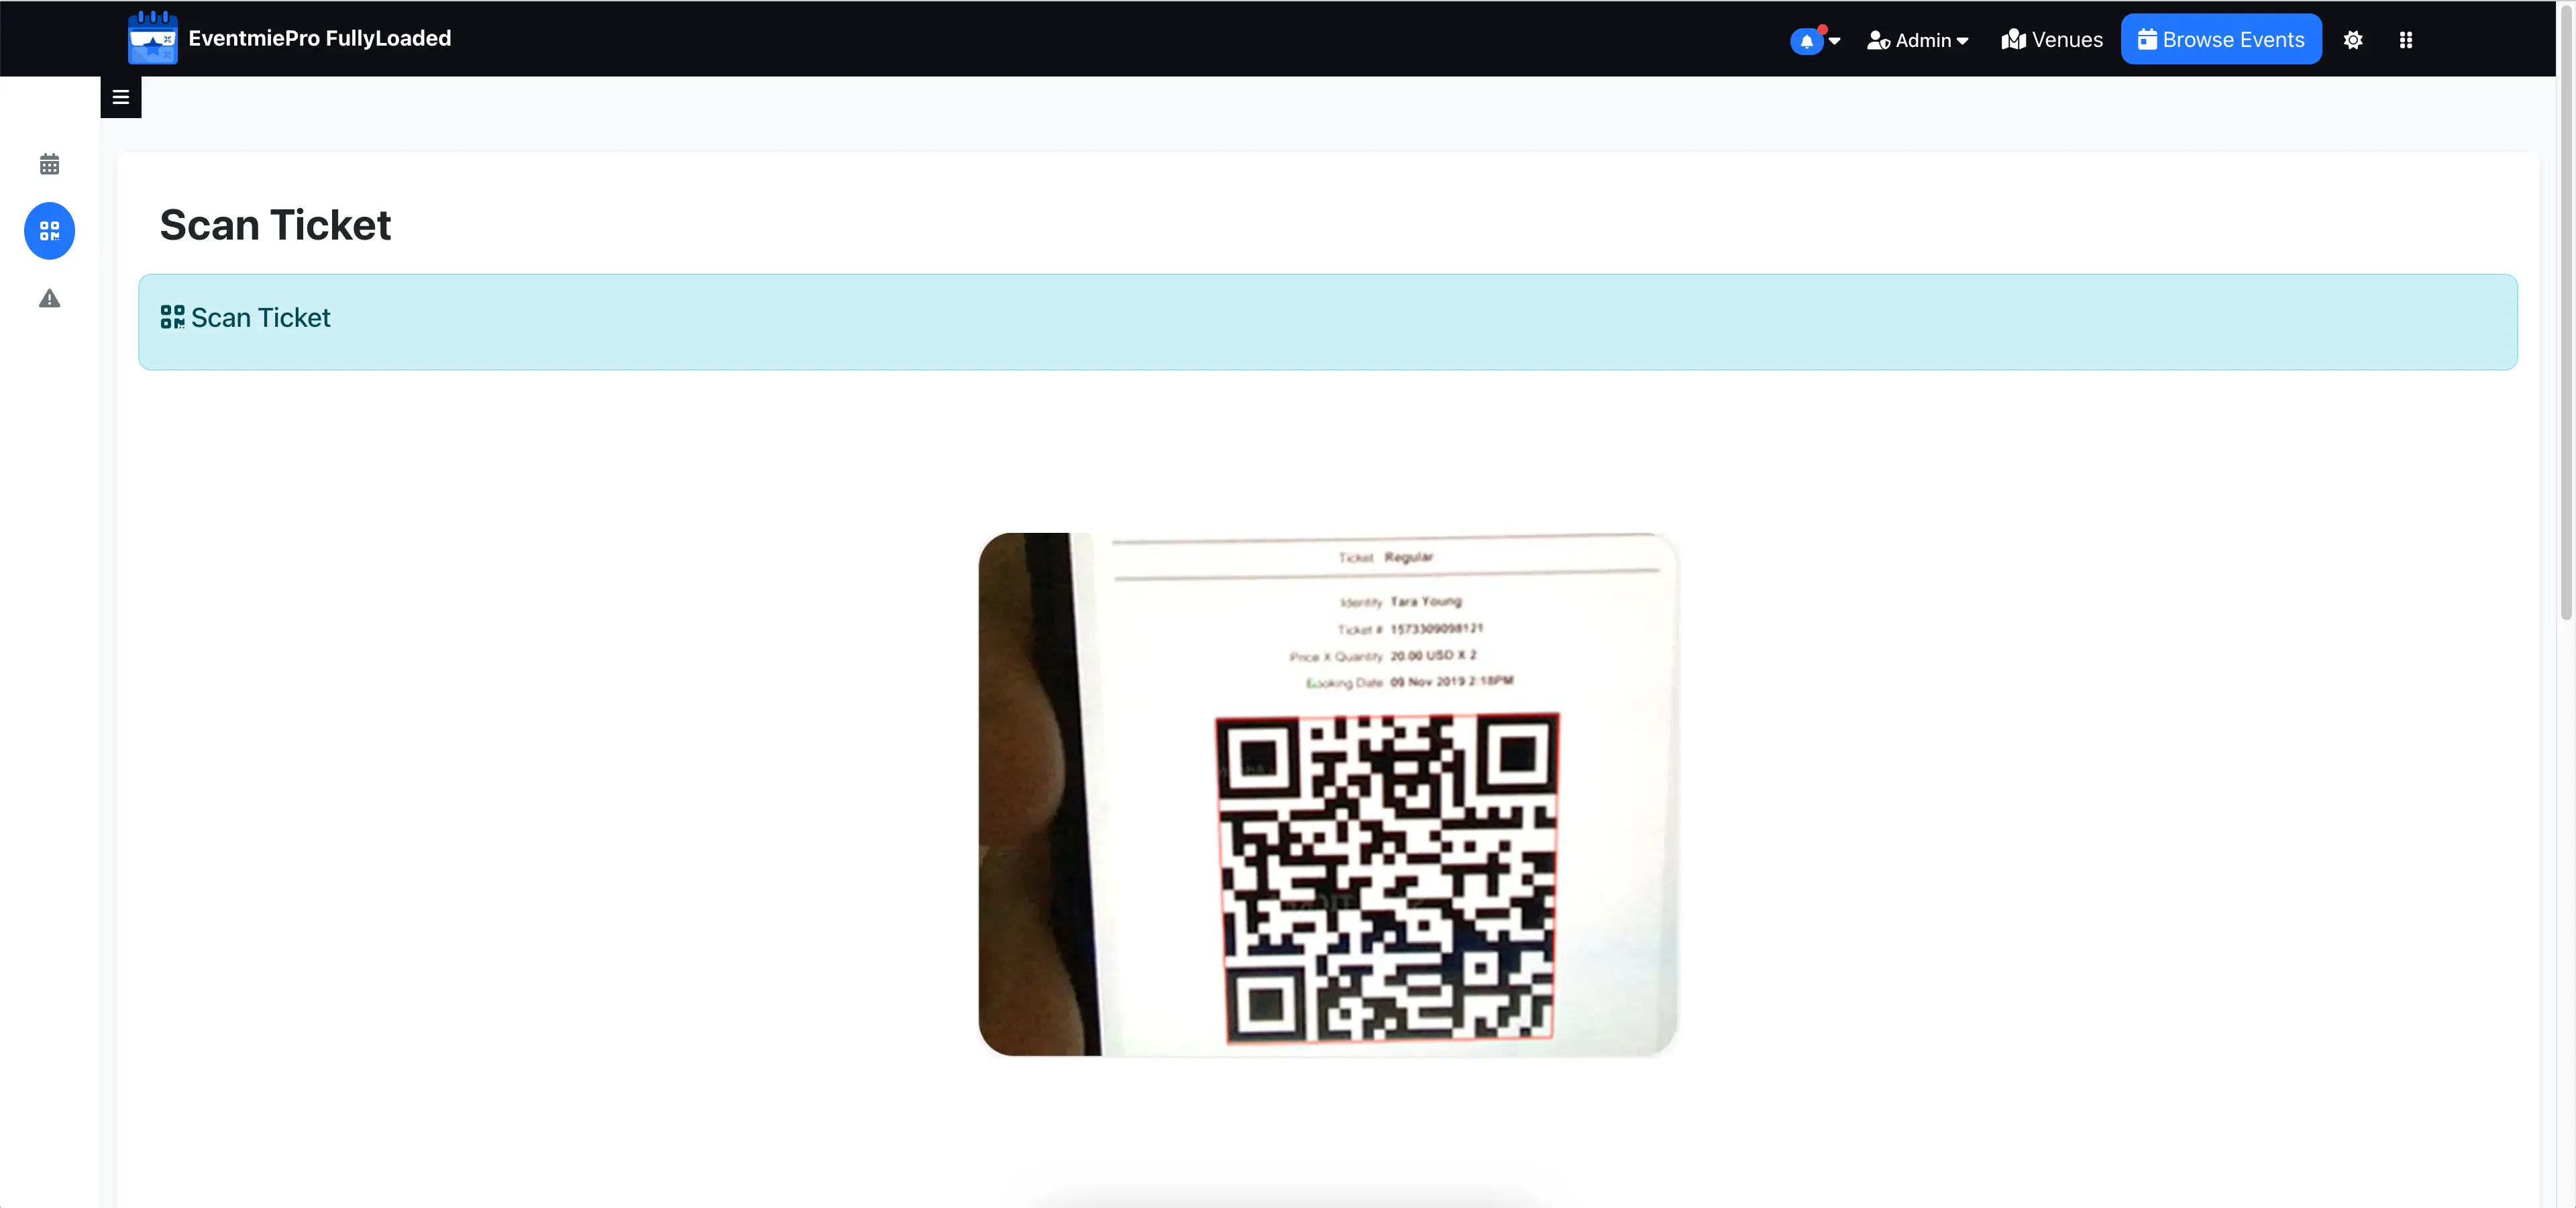 EventmiePro FullyLoaded
Admin
Venues
Browse Events
Scan Ticket
Scan Ticket
Ticket Regular
Identity Tara Young
Ticket # 1573309098121
Price X Quantity 20.00 USD X 2
Booking Date 09 Nov 2019 2:18PM